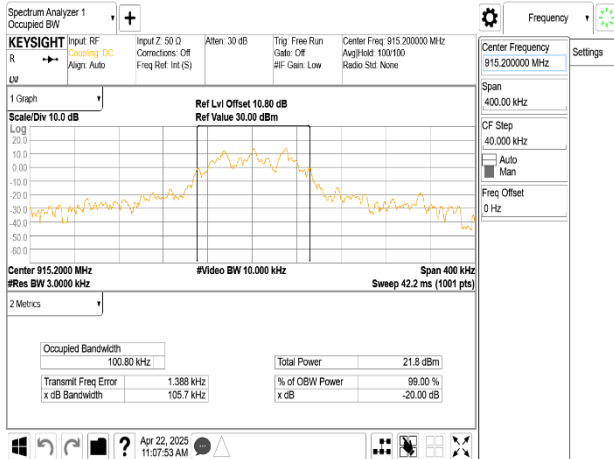 Spectrum Analyzer 1
Occupied BW
Frequency
KEYSIGHT
R
Input: RF
Coupling: DC
Align: Auto
Input Z: 50 Ω
Corrections: Off
Freq Ref: Int (S)
Atten: 30 dB
Trig: Free Run
Gate: Off
#IF Gain: Low
Center Freq: 915.200000 MHz
Avg|Hold: 100/100
Radio Std: None
Center Frequency
915.200000 MHz
Settings
Span
400.00 kHz
CF Step
40.000 kHz
Auto
Man
Freq Offset
0 Hz
1 Graph
Scale/Div 10.0 dB
Ref Lvl Offset 10.80 dB
Ref Value 30.00 dBm
Log
20.0
10.0
0.00
-10.0
-20.0
-30.0
-40.0
-50.0
-60.0
Center 915.2000 MHz
#Video BW 10.000 kHz
Span 400 kHz
#Res BW 3.0000 kHz
Sweep 42.2 ms (1001 pts)
2 Metrics
Occupied Bandwidth
100.80 kHz
Total Power 21.8 dBm
Transmit Freq Error 1.388 kHz
% of OBW Power 99.00 %
x dB Bandwidth 105.7 kHz
x dB -20.00 dB
?
Apr 22, 2025
11:07:53 AM